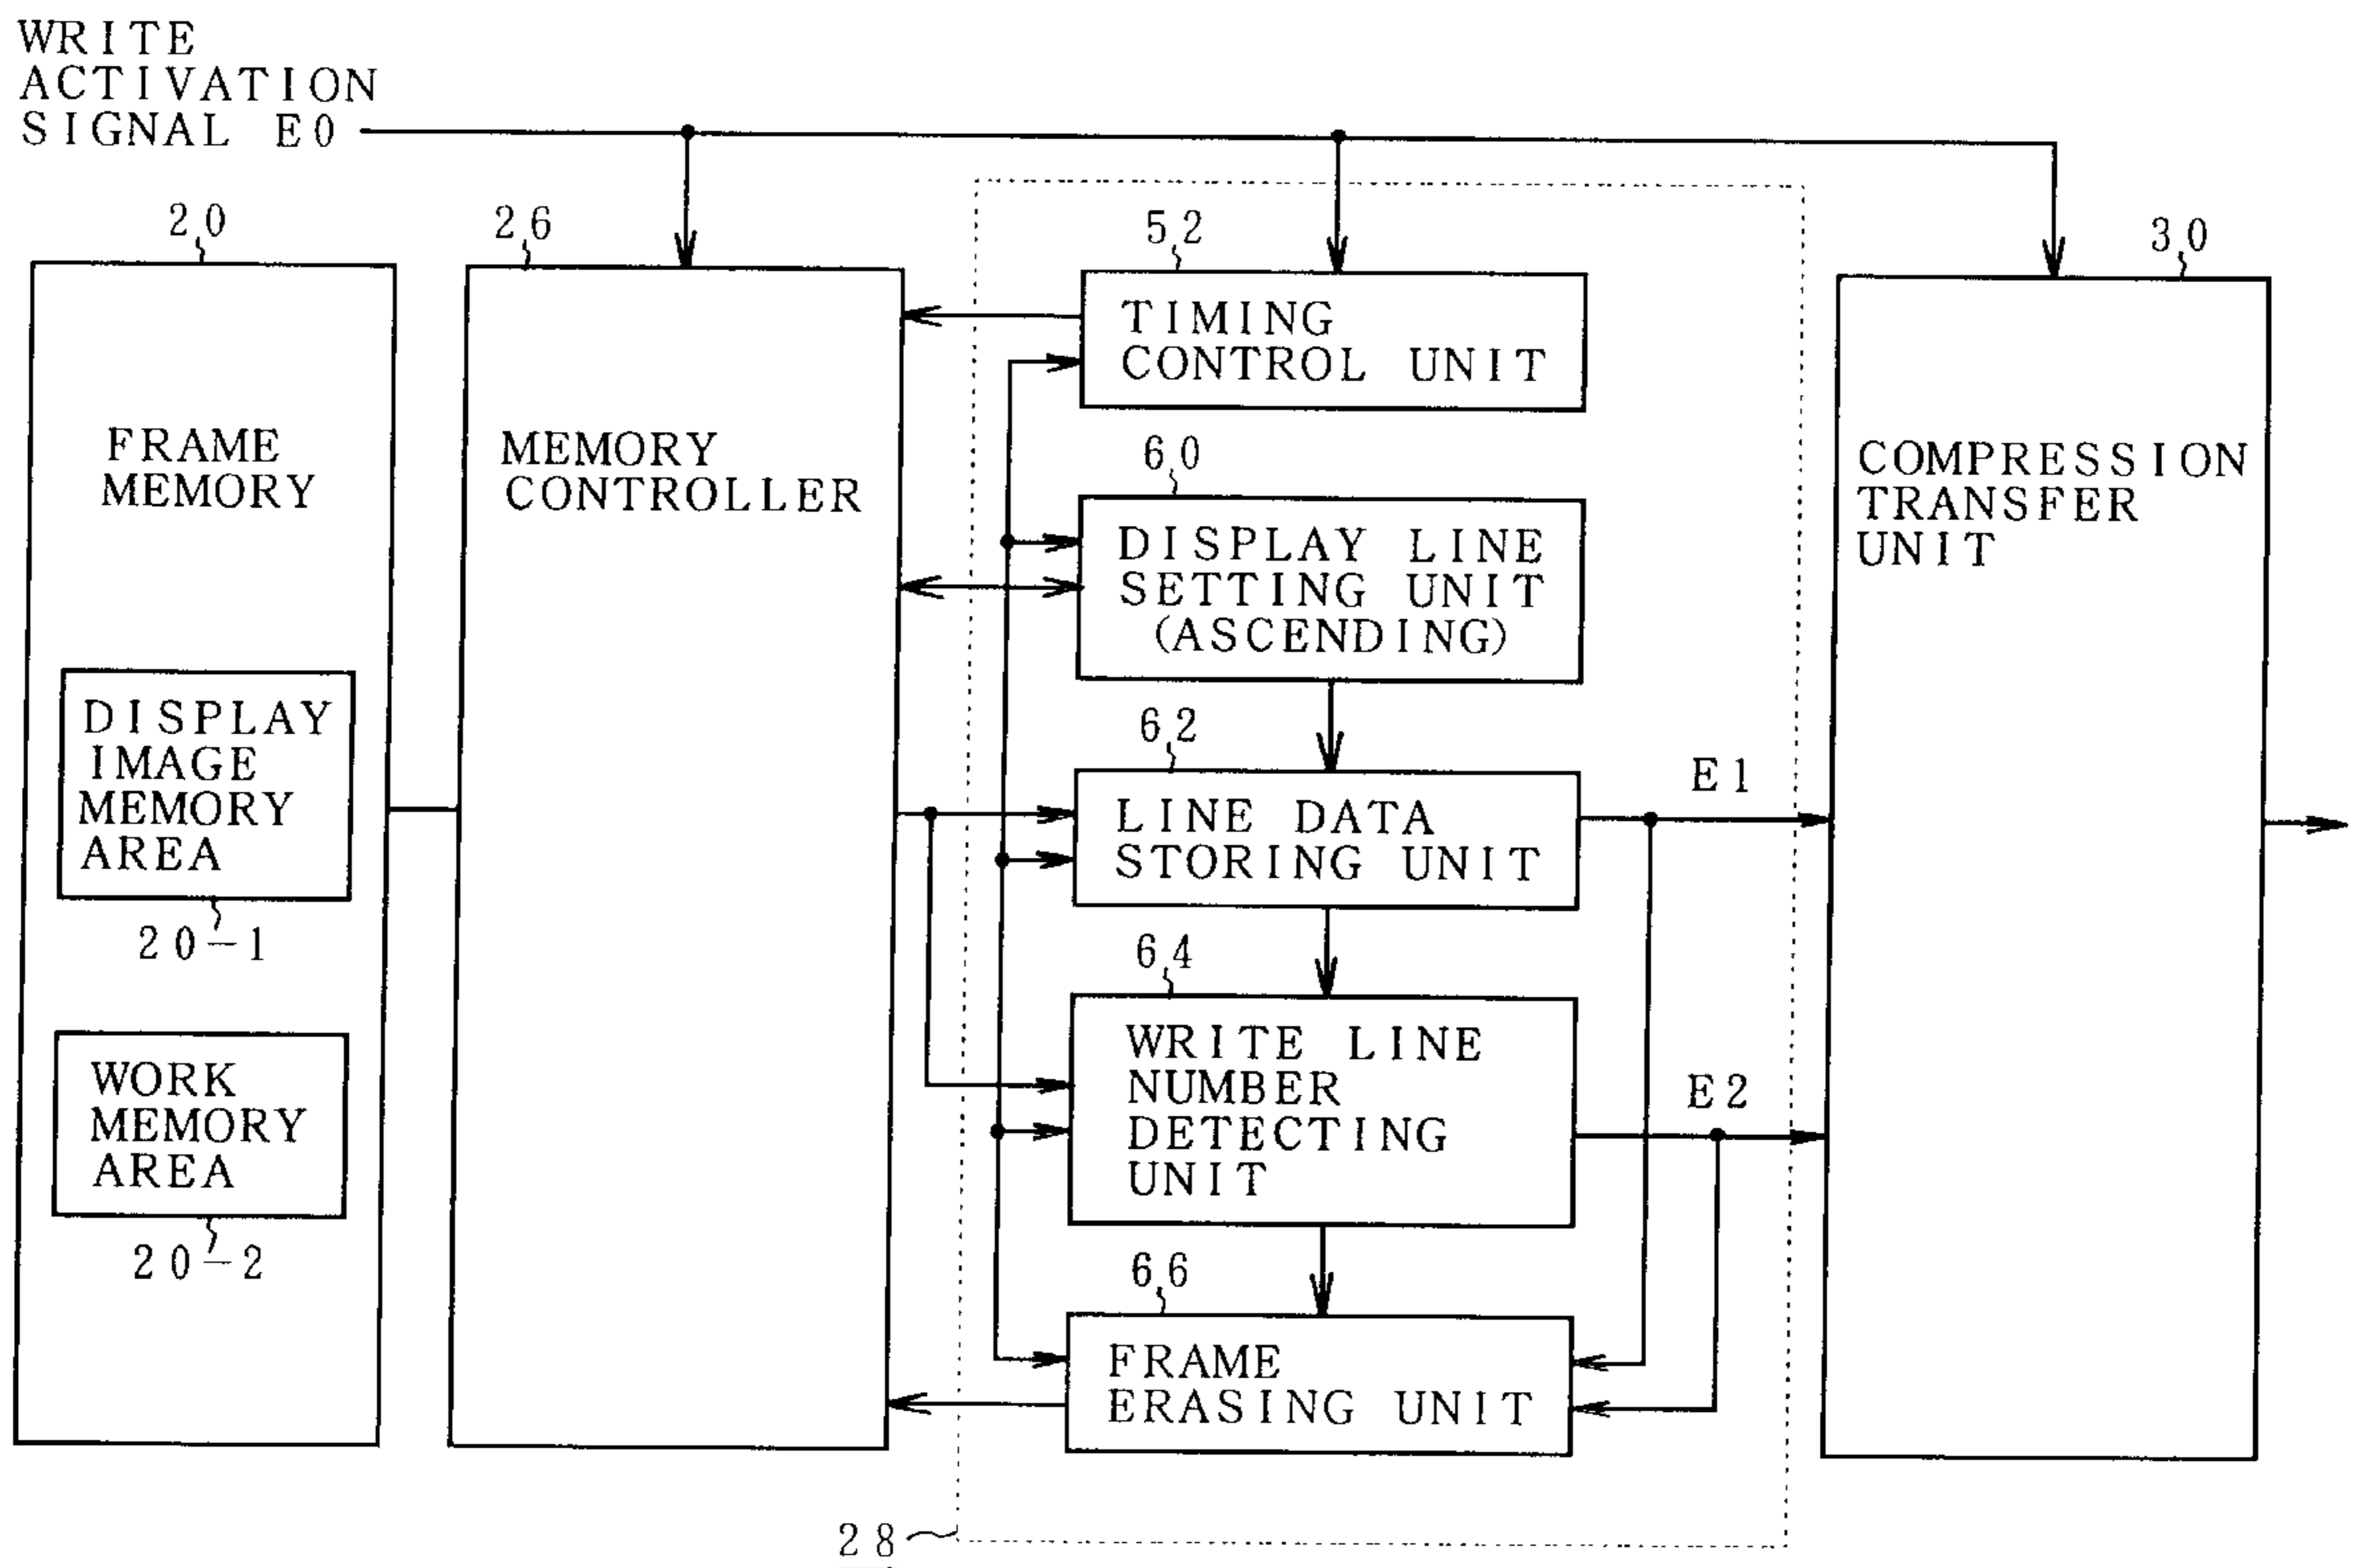 WRITE
ACTIVATION
SIGNAL E0
20
26
52
30
TIMING
CONTROL UNIT
FRAME
MEMORY
MEMORY
CONTROLLER
60
COMPRESSION
TRANSFER
UNIT
DISPLAY LINE
SETTING UNIT
(ASCENDING)
DISPLAY
IMAGE
MEMORY
AREA
20-1
62
E1
LINE DATA
STORING UNIT
64
WRITE LINE
NUMBER
DETECTING
UNIT
E2
WORK
MEMORY
AREA
20-2
66
FRAME
ERASING UNIT
28